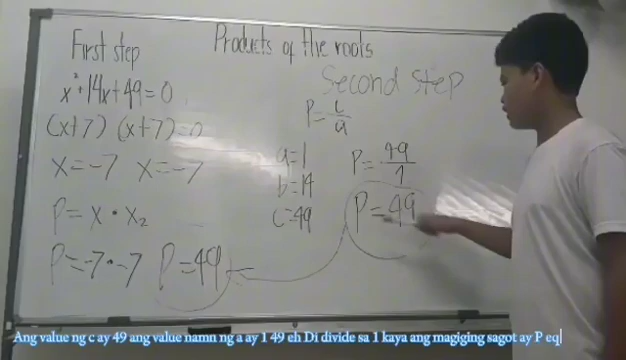 Products of the roots
First step
x²+14x+49=0
(x+7) (x+7)=0
x=-7 x=-7
P=x • x₂
P=-7•-7 P=49
Second step
P=c/a
a=1
b=14
c=49
P=49/1
P=49
Ang value ng c ay 49 ang value namn ng a ay 1 49 eh Di divide sa 1 kaya ang magiging sagot ay P eq